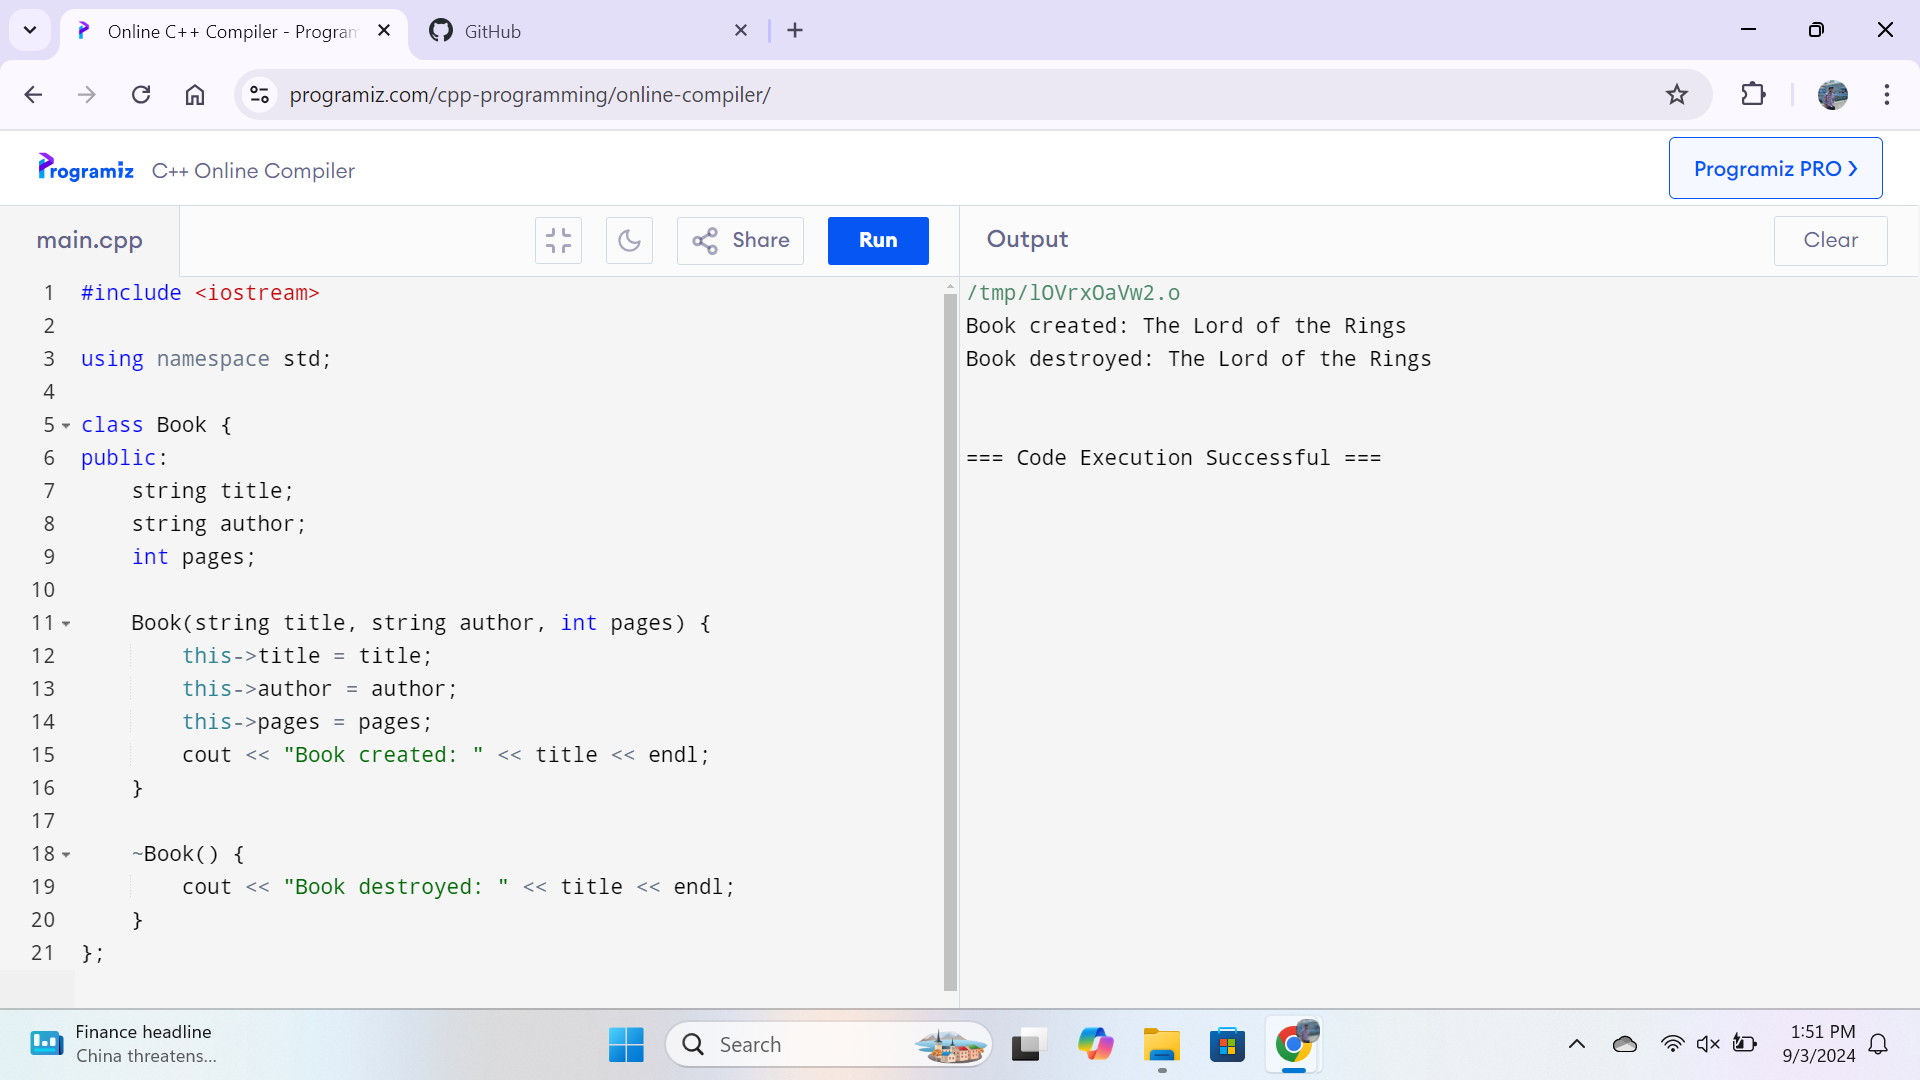 Online C++ Compiler - Program
GitHub
programiz.com/cpp-programming/online-compiler/
Programiz C++ Online Compiler
Programiz PRO
main.cpp
Share
Run
Output
Clear
1 #include <iostream>
2
3 using namespace std;
4
5 class Book {
6 public:
7     string title;
8     string author;
9     int pages;
10
11     Book(string title, string author, int pages) {
12         this->title = title;
13         this->author = author;
14         this->pages = pages;
15         cout << "Book created: " << title << endl;
16     }
17
18     ~Book() {
19         cout << "Book destroyed: " << title << endl;
20     }
21 };
/tmp/lOVrxOaVw2.o
Book created: The Lord of the Rings
Book destroyed: The Lord of the Rings
=== Code Execution Successful ===
Finance headline
China threatens...
Search
1:51 PM
9/3/2024